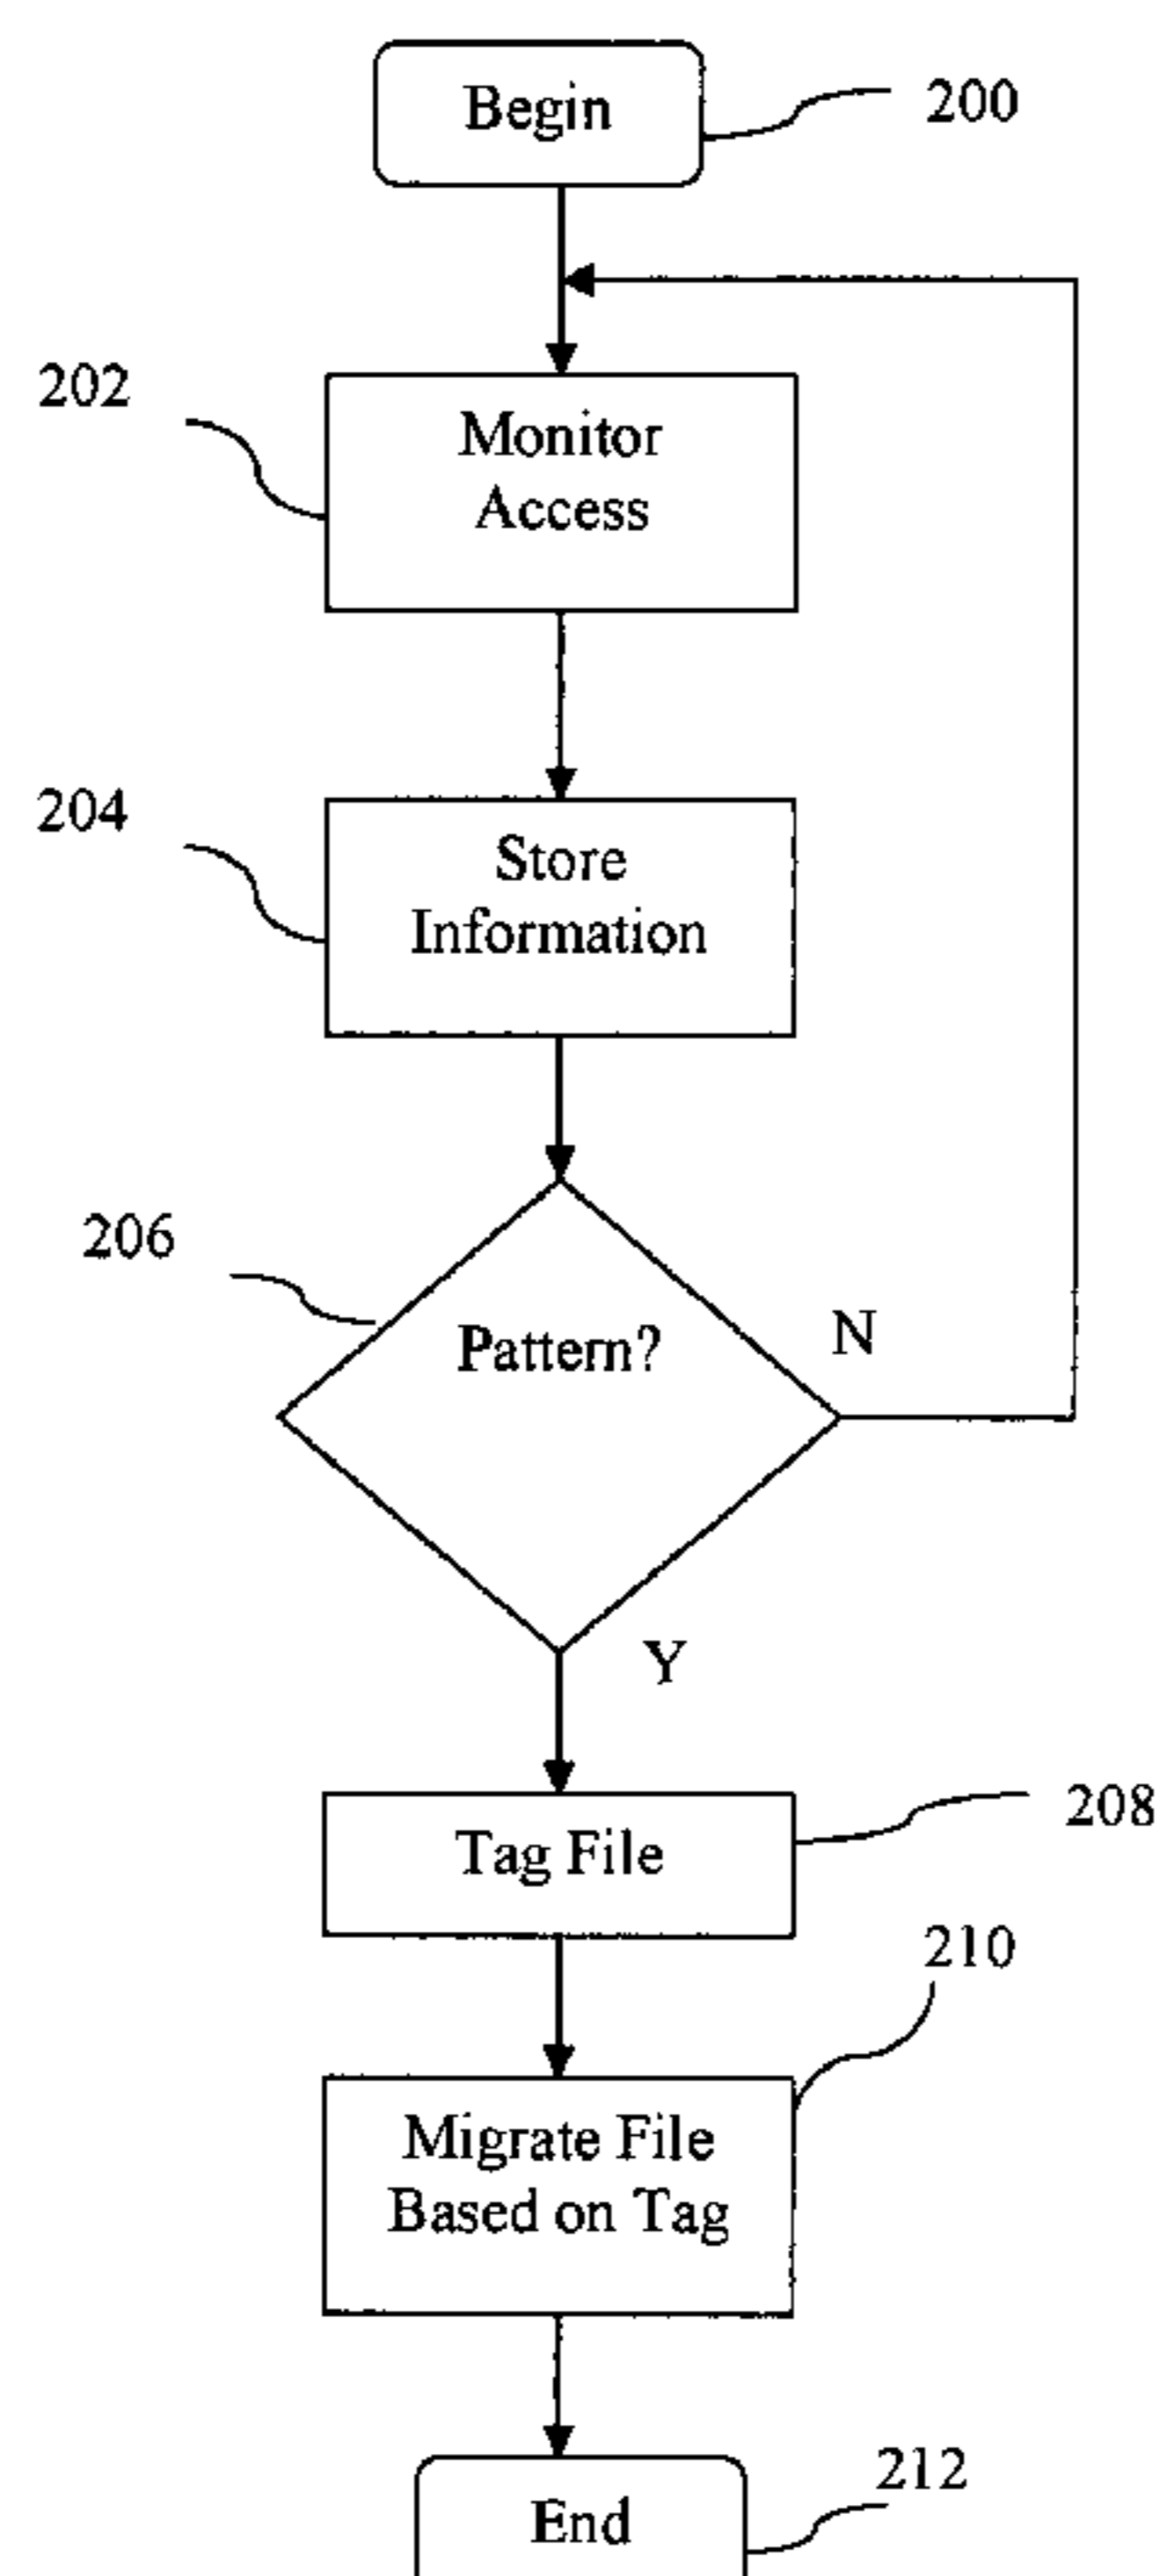 Begin
200
202
Monitor
Access
204
Store
Information
206
Pattern?
N
Y
Tag File
208
210
Migrate File
Based on Tag
212
End